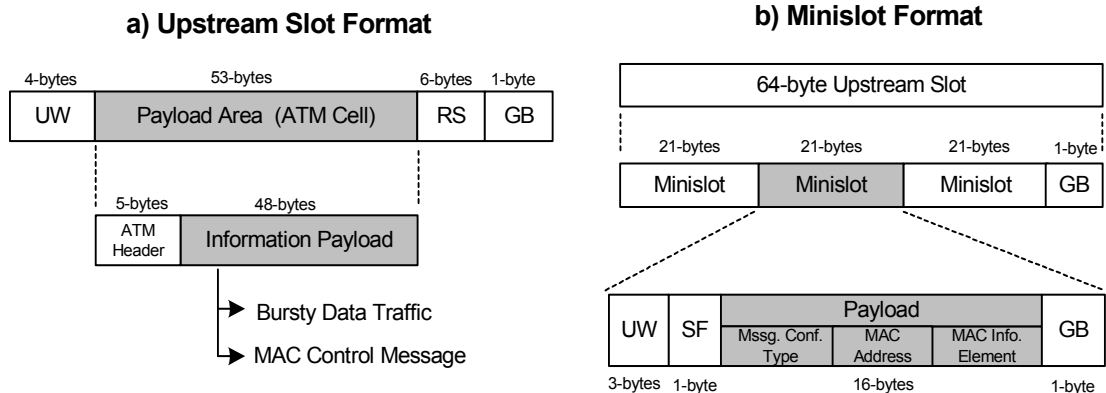 a) Upstream Slot Format
4-bytes 53-bytes 6-bytes 1-byte
UW Payload Area (ATM Cell) RS GB
5-bytes 48-bytes
ATM
Header
Information Payload
Bursty Data Traffic
MAC Control Message
b) Minislot Format
64-byte Upstream Slot
21-bytes 21-bytes 21-bytes 1-byte
Minislot Minislot Minislot GB
UW SF Payload GB
Mssg. Conf.
Type
MAC
Address
MAC Info.
Element
3-bytes 1-byte 16-bytes 1-byte